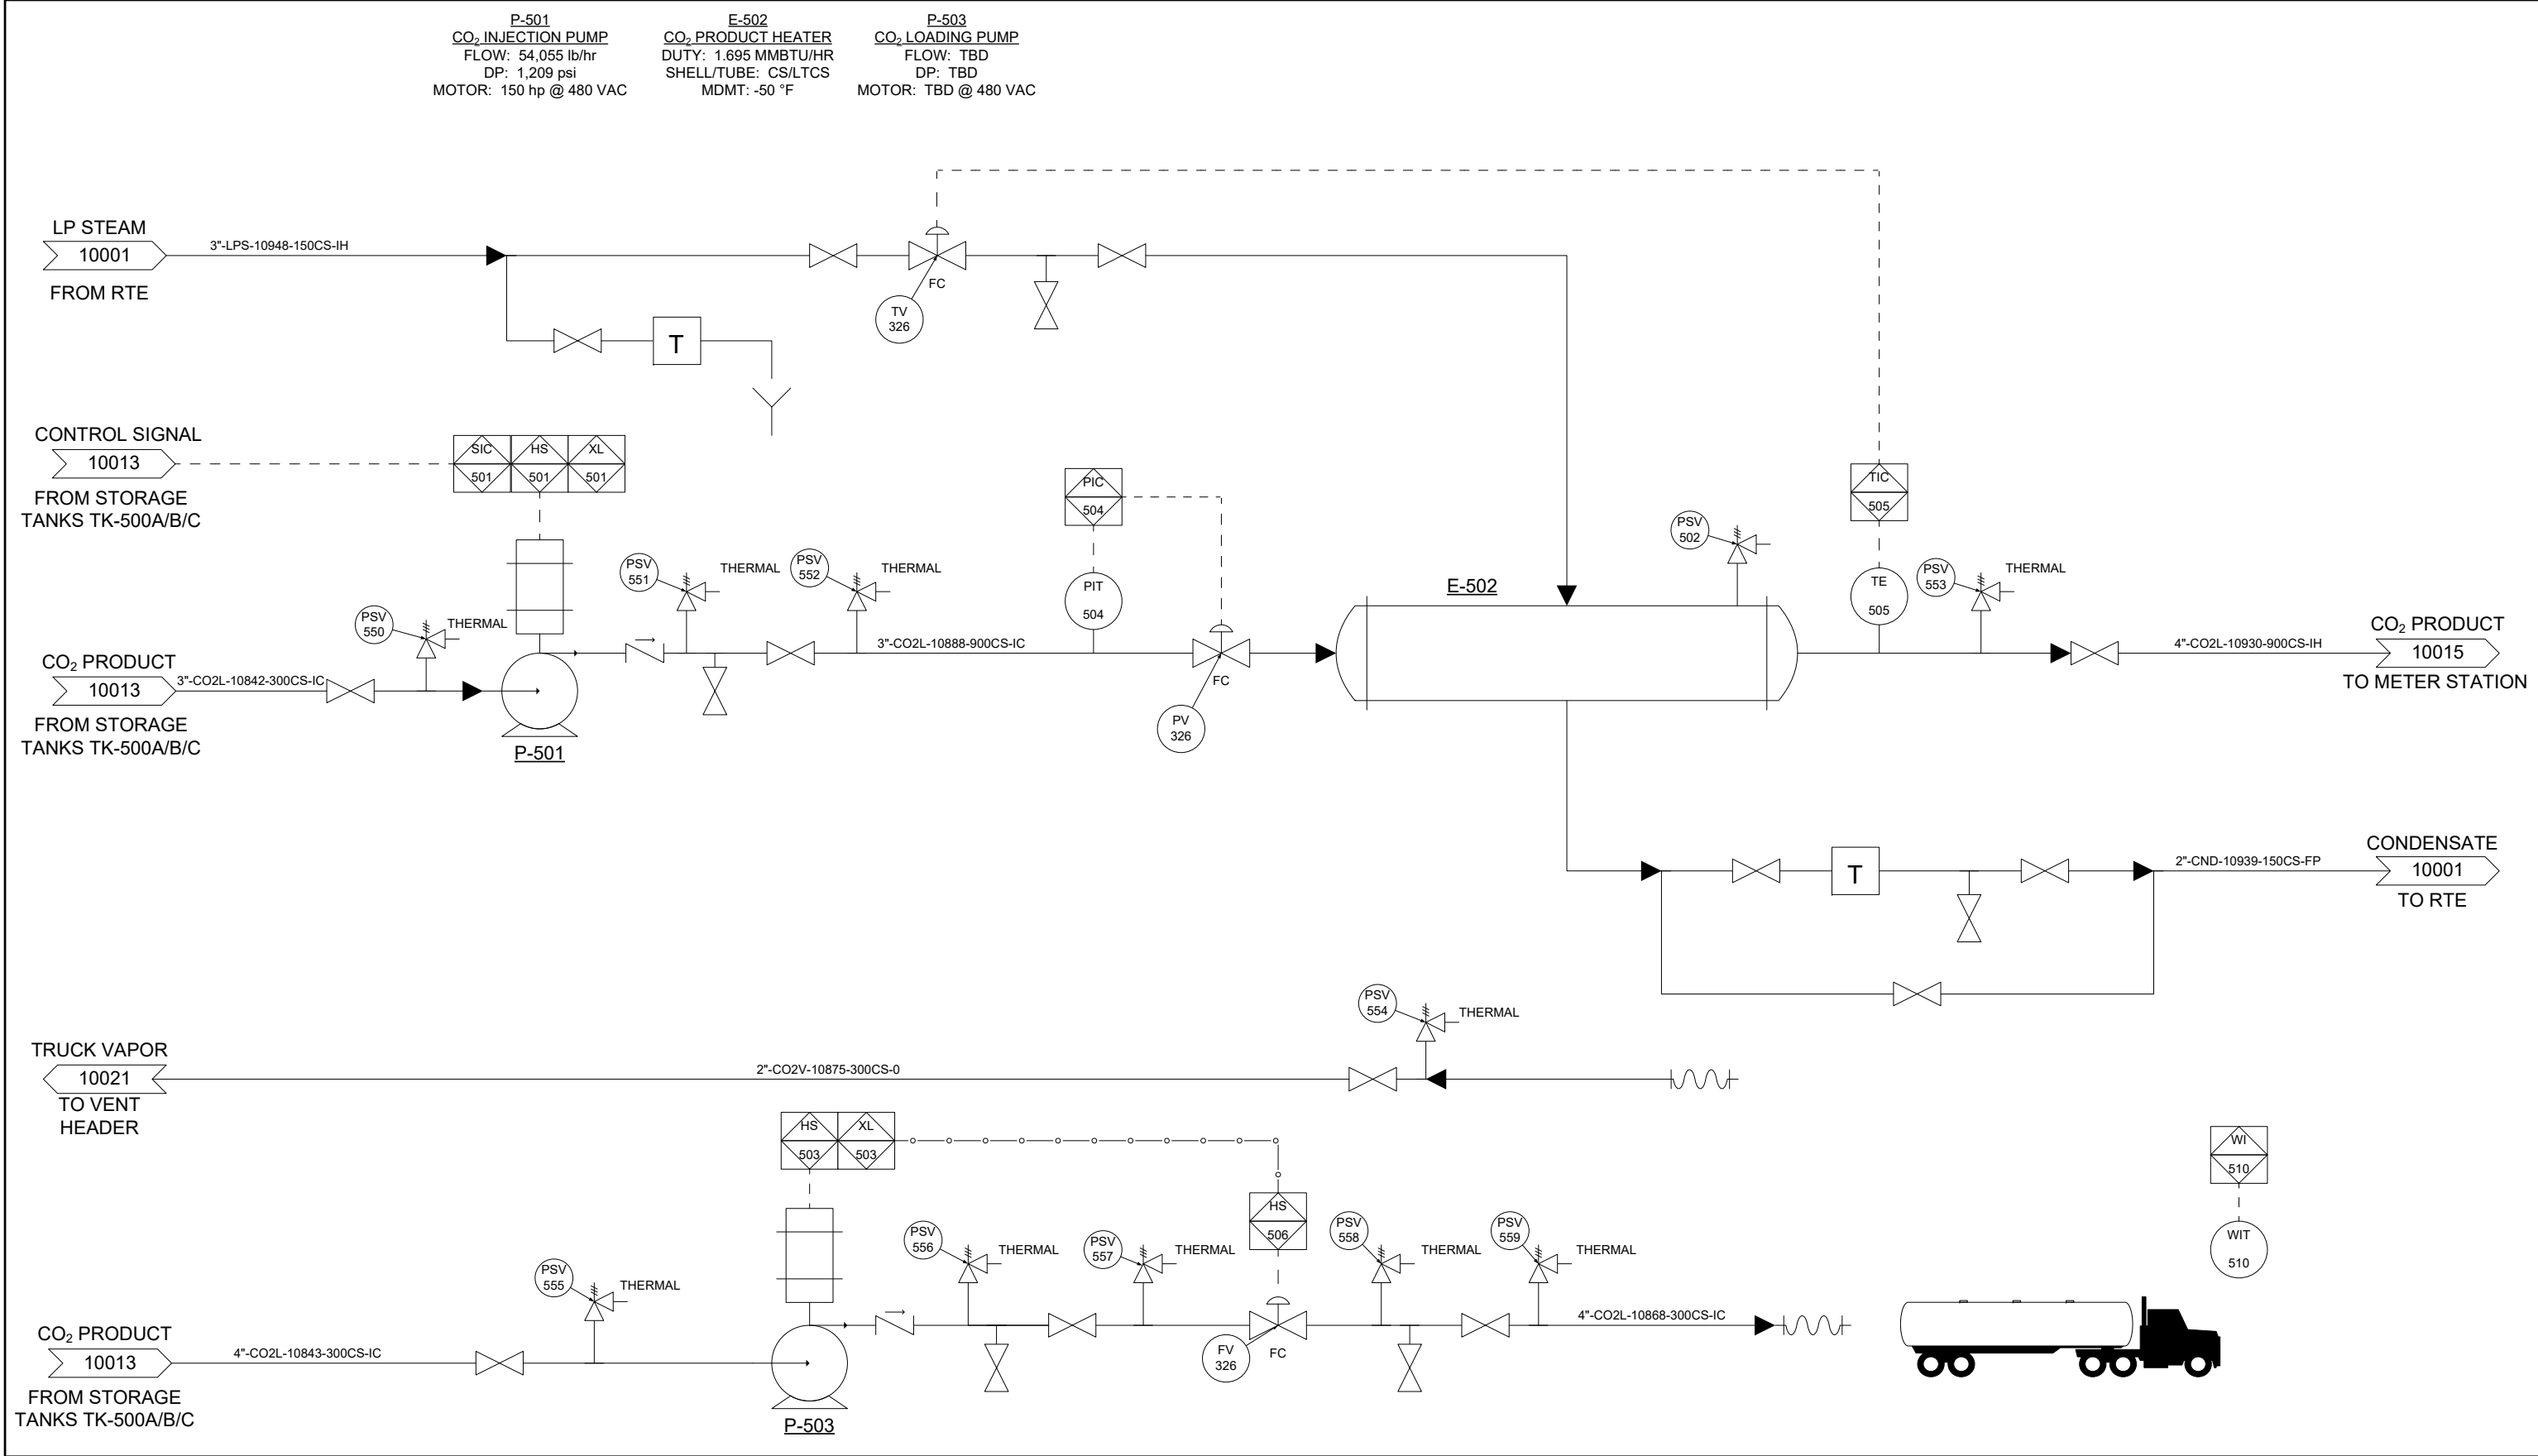 P-501
CO₂ INJECTION PUMP
FLOW: 54,055 lb/hr
DP: 1,209 psi
MOTOR: 150 hp @ 480 VAC
E-502
CO₂ PRODUCT HEATER
DUTY: 1.695 MMBTU/HR
SHELL/TUBE: CS/LTCS
MDMT: -50 °F
P-503
CO₂ LOADING PUMP
FLOW: TBD
DP: TBD
MOTOR: TBD @ 480 VAC
LP STEAM
10001
FROM RTE
3"-LPS-10948-150CS-IH
T
FC
TV
326
CONTROL SIGNAL
10013
FROM STORAGE
TANKS TK-500A/B/C
SIC
501
HS
501
XL
501
PIC
504
PIT
504
TIC
505
TE
505
PSV
502
PSV
550
THERMAL
PSV
551
THERMAL
PSV
552
THERMAL
PSV
553
THERMAL
E-502
CO₂ PRODUCT
10013
FROM STORAGE
TANKS TK-500A/B/C
3"-CO2L-10842-300CS-IC
P-501
3"-CO2L-10888-900CS-IC
FC
PV
326
4"-CO2L-10930-900CS-IH
CO₂ PRODUCT
10015
TO METER STATION
T
2"-CND-10939-150CS-FP
CONDENSATE
10001
TO RTE
TRUCK VAPOR
10021
TO VENT
HEADER
2"-CO2V-10875-300CS-0
PSV
554
THERMAL
HS
503
XL
503
HS
506
WI
510
WIT
510
PSV
555
THERMAL
PSV
556
THERMAL
PSV
557
THERMAL
PSV
558
THERMAL
PSV
559
THERMAL
CO₂ PRODUCT
10013
FROM STORAGE
TANKS TK-500A/B/C
4"-CO2L-10843-300CS-IC
P-503
FV
326
FC
4"-CO2L-10868-300CS-IC